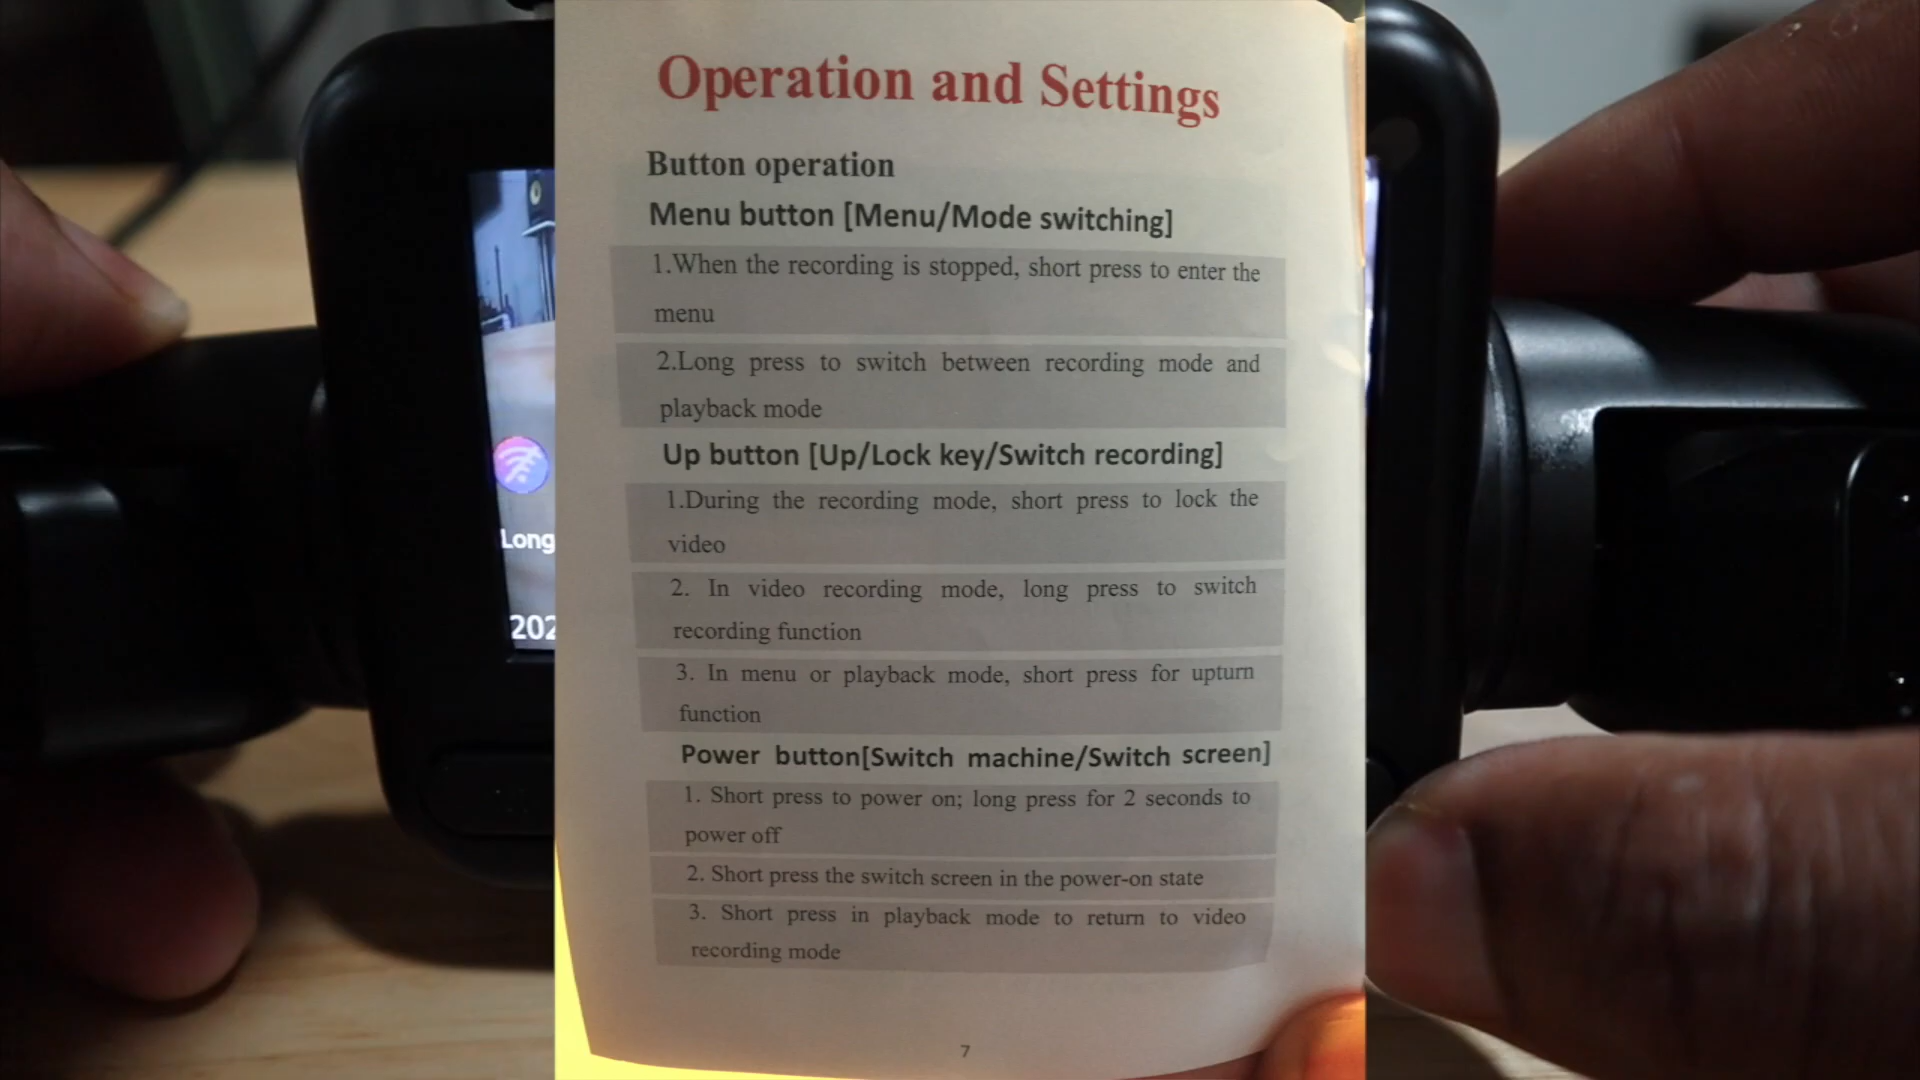 Operation and Settings
Button operation
Menu button [Menu/Mode switching]
1.When the recording is stopped, short press to enter the
menu
2.Long press to switch between recording mode and
playback mode
Up button [Up/Lock key/Switch recording]
1.During the recording mode, short press to lock the
video
2. In video recording mode, long press to switch
recording function
3. In menu or playback mode, short press for upturn
function
Power button[Switch machine/Switch screen]
1. Short press to power on; long press for 2 seconds to
power off
2. Short press the switch screen in the power-on state
3. Short press in playback mode to return to video
recording mode
7
Long
202